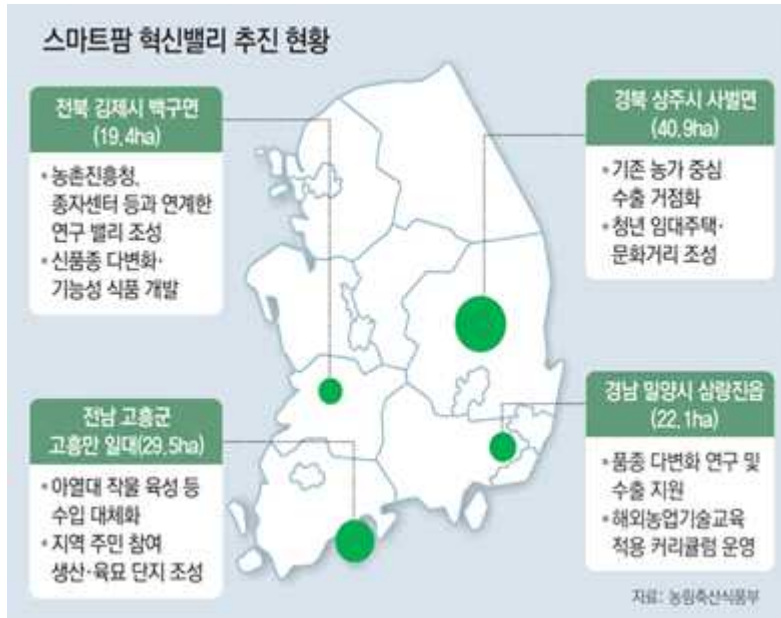 스마트팜 혁신밸리 추진 현황
전북 김제시 백구면
(19.4ha)
• 농촌진흥청,
종자센터 등과 연계한
연구 밸리 조성
• 신품종 다변화·
기능성 식품 개발
경북 상주시 사벌면
(40.9ha)
• 기존 농가 중심
수출 거점화
• 청년 임대주택·
문화거리 조성
전남 고흥군
고흥만 일대(29.5ha)
• 아열대 작물 육성 등
수입 대체화
• 지역 주민 참여
생산·육묘 단지 조성
경남 밀양시 삼랑진읍
(22.1ha)
• 품종 다변화 연구 및
수출 지원
• 해외농업기술교육
적용 커리큘럼 운영
자료: 농림축산식품부